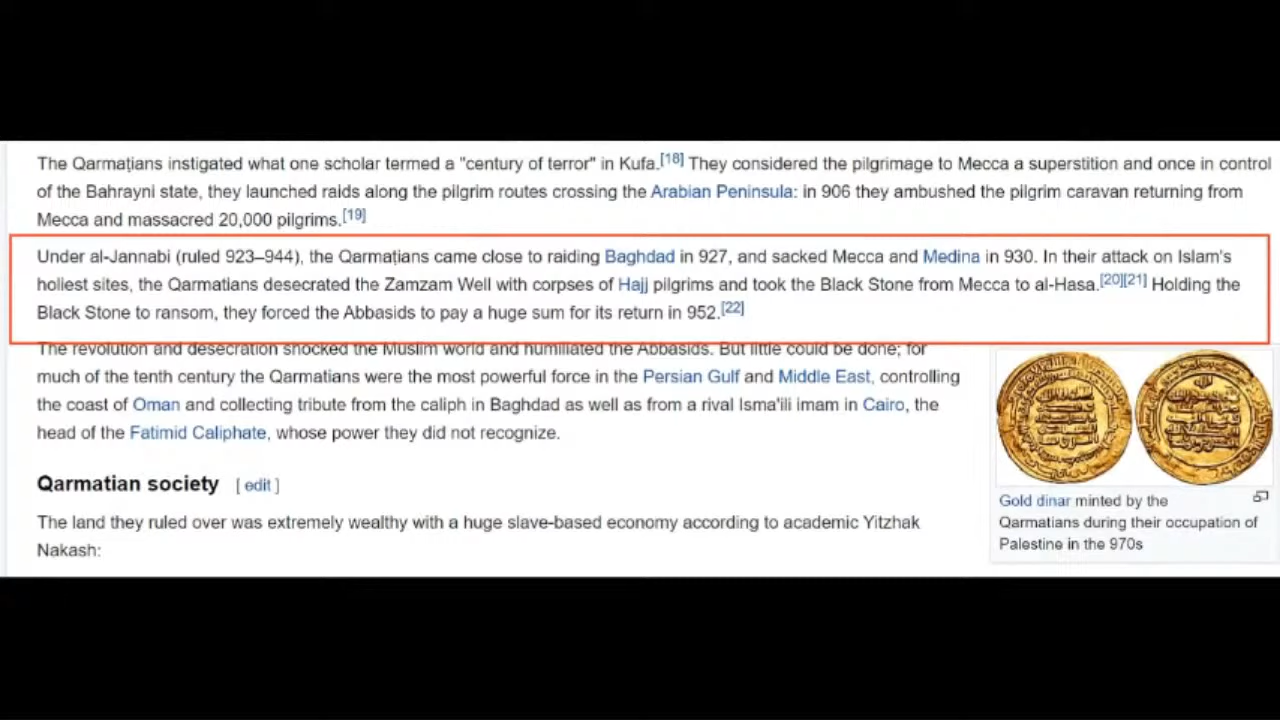 The Qarmaṭians instigated what one scholar termed a "century of terror" in Kufa.[18] They considered the pilgrimage to Mecca a superstition and once in control
of the Bahrayni state, they launched raids along the pilgrim routes crossing the Arabian Peninsula: in 906 they ambushed the pilgrim caravan returning from
Mecca and massacred 20,000 pilgrims.[19]
Under al-Jannabi (ruled 923–944), the Qarmaṭians came close to raiding Baghdad in 927, and sacked Mecca and Medina in 930. In their attack on Islam's
holiest sites, the Qarmatians desecrated the Zamzam Well with corpses of Hajj pilgrims and took the Black Stone from Mecca to al-Hasa.[20][21] Holding the
Black Stone to ransom, they forced the Abbasids to pay a huge sum for its return in 952.[22]
The revolution and desecration shocked the Muslim world and humiliated the Abbasids. But little could be done; for
much of the tenth century the Qarmatians were the most powerful force in the Persian Gulf and Middle East, controlling
the coast of Oman and collecting tribute from the caliph in Baghdad as well as from a rival Isma'ili imam in Cairo, the
head of the Fatimid Caliphate, whose power they did not recognize.
Qarmatian society [ edit ]
The land they ruled over was extremely wealthy with a huge slave-based economy according to academic Yitzhak
Nakash:
Gold dinar minted by the
Qarmatians during their occupation of
Palestine in the 970s